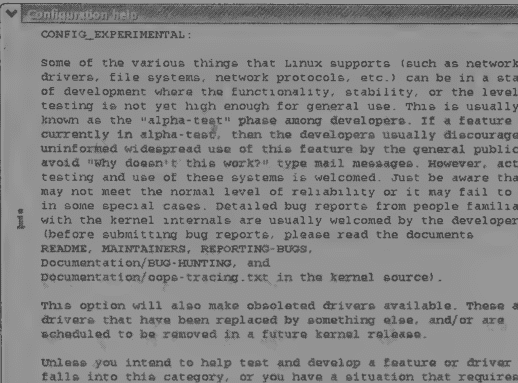 Configuration help
CONFIG_EXPERIMENTAL:
Some of the various things that Linux supports (such as network
drivers, file systems, network protocols, etc.) can be in a sta
of development where the functionality, stability, or the level
testing is not yet high enough for general use. This is usually
known as the "alpha-test" phase among developers. If a feature
currently in alpha-test, then the developers usually discourage
uninformed widespread use of this feature by the general public
avoid "Why doesn't this work?" type mail messages. However, act
testing and use of these systems is welcomed. Just be aware tha
may not meet the normal level of reliability or it may fail to
in some special cases. Detailed bug reports from people familia
with the kernel internals are usually welcomed by the developer
(before submitting bug reports, please read the documents
README, MAINTAINERS, REPORTING-BUGS,
Documentation/BUG-HUNTING, and
Documentation/oops-tracing.txt in the kernel source).
This option will also make obsoleted drivers available. These a
drivers that have been replaced by something else, and/or are
scheduled to be removed in a future kernel release.
Unless you intend to help test and develop a feature or driver
falls into this category, or you have a situation that requires